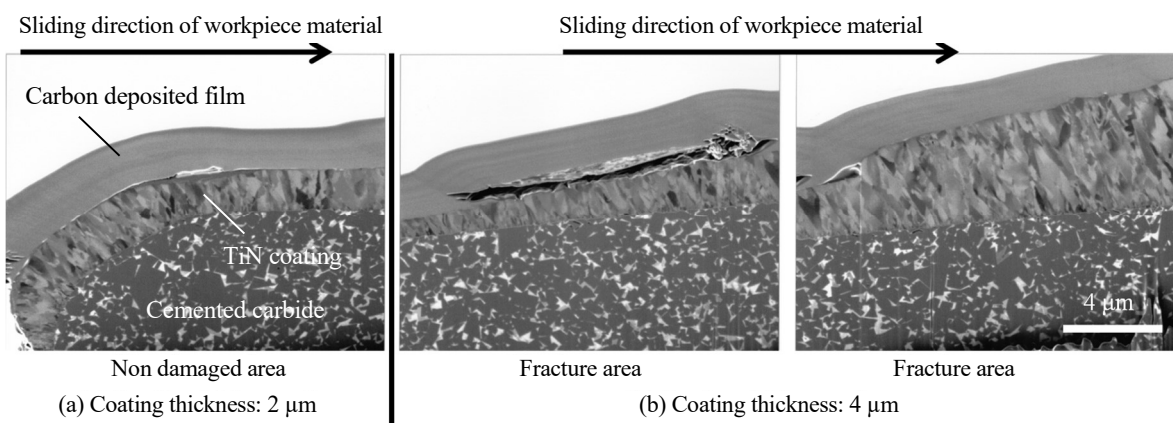 Sliding direction of workpiece material
Sliding direction of workpiece material
Carbon deposited film
TiN coating
Cemented carbide
4 μm
Non damaged area
Fracture area
Fracture area
(a) Coating thickness: 2 μm
(b) Coating thickness: 4 μm